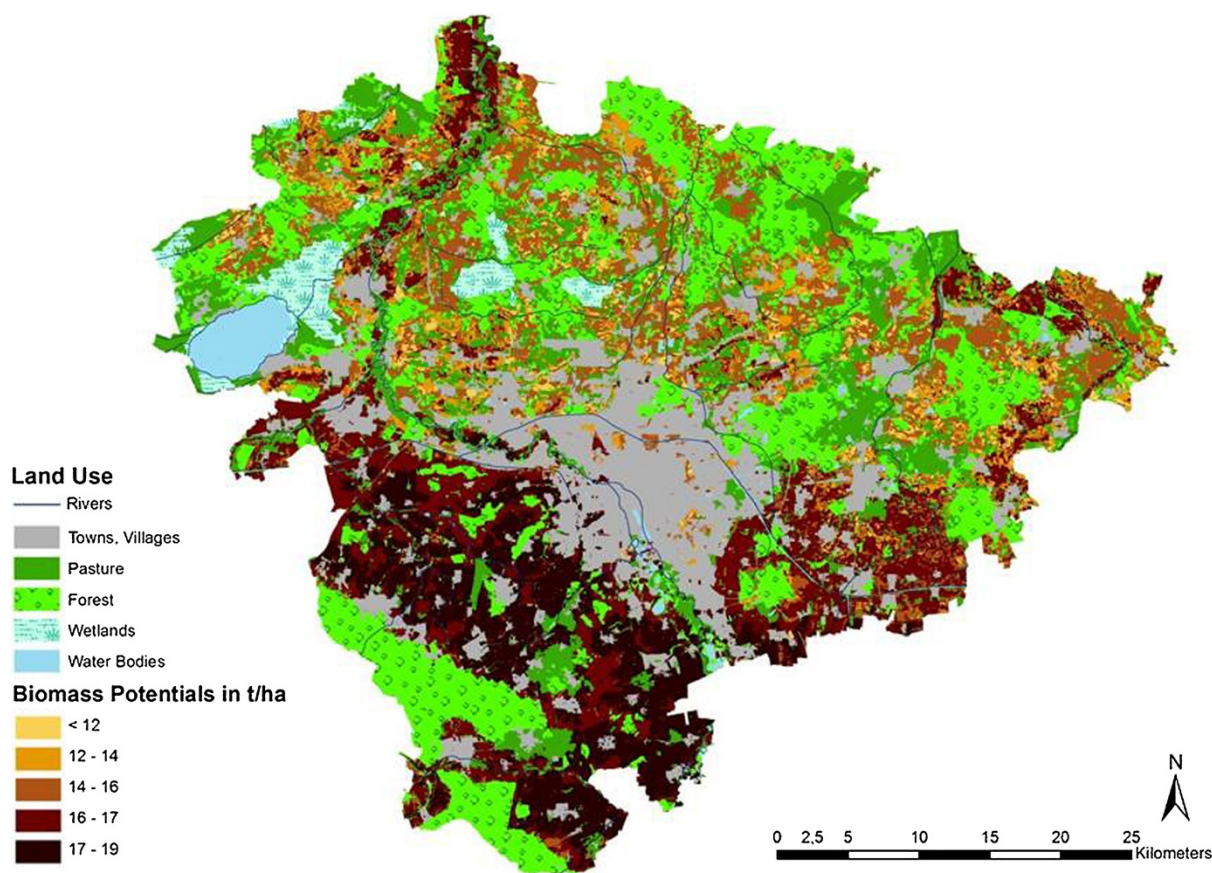 Land Use
Rivers
Towns, Villages
Pasture
Forest
Wetlands
Water Bodies
Biomass Potentials in t/ha
< 12
12 - 14
14 - 16
16 - 17
17 - 19
N
0 2,5 5 10 15 20 25
Kilometers